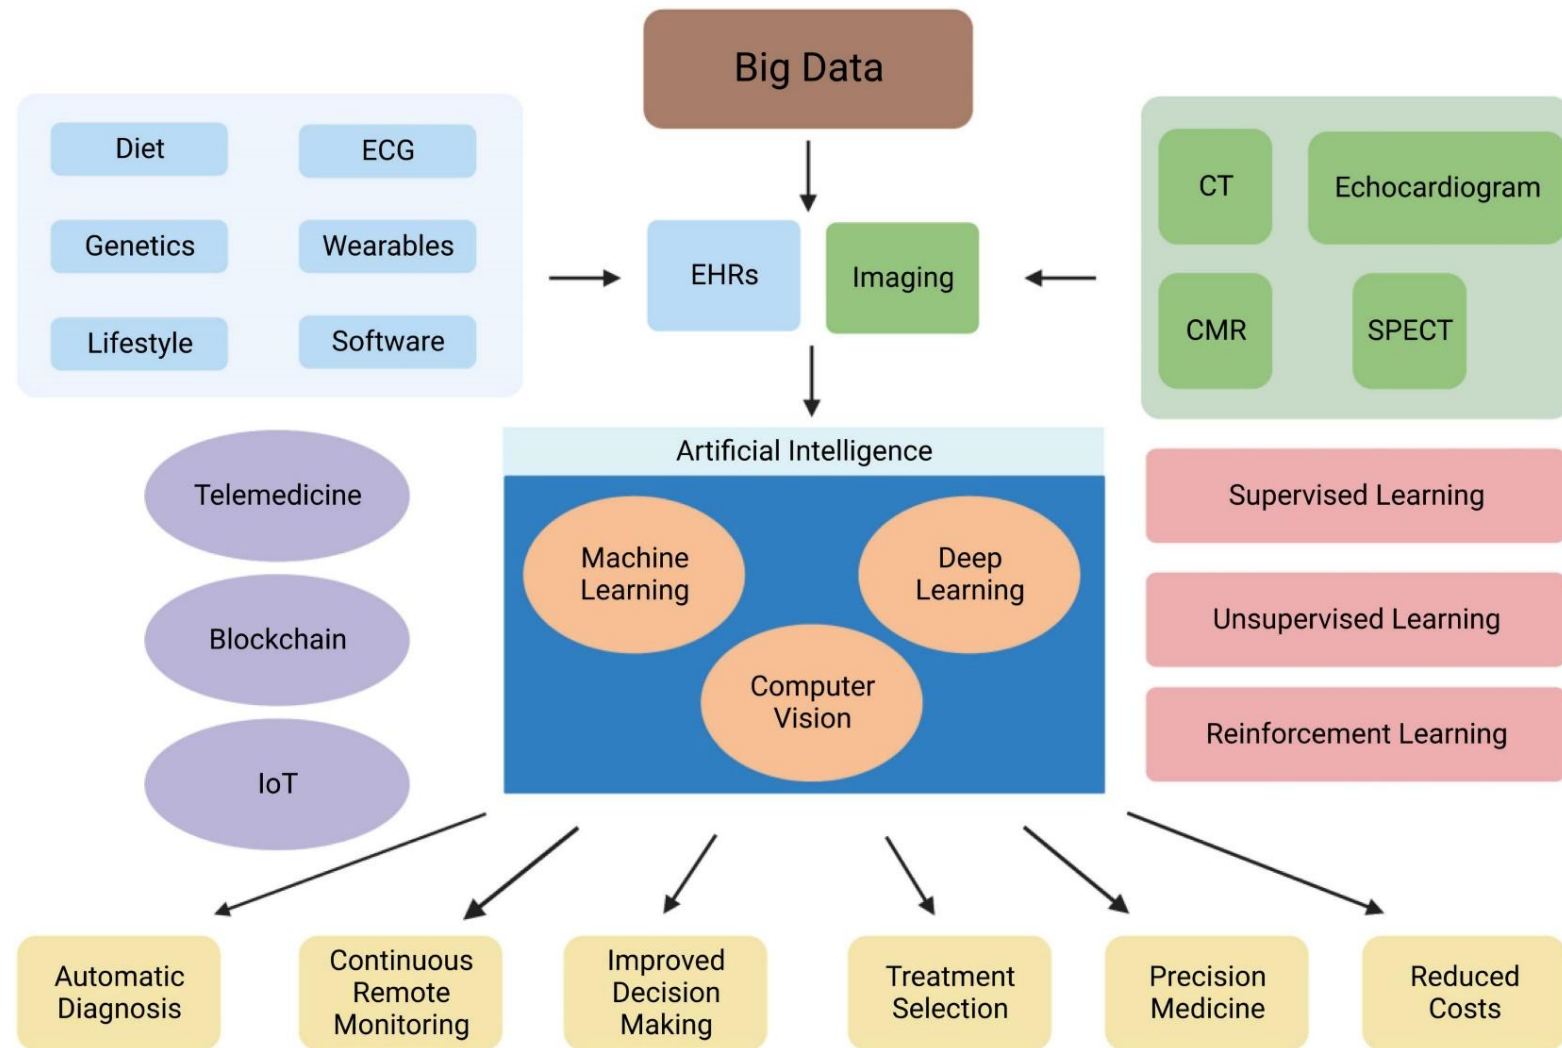 Big Data
Diet
ECG
Genetics
Wearables
Lifestyle
Software
EHRs
Imaging
CT
Echocardiogram
CMR
SPECT
Telemedicine
Blockchain
IoT
Artificial Intelligence
Machine
Learning
Deep
Learning
Computer
Vision
Supervised Learning
Unsupervised Learning
Reinforcement Learning
Automatic
Diagnosis
Continuous
Remote
Monitoring
Improved
Decision
Making
Treatment
Selection
Precision
Medicine
Reduced
Costs